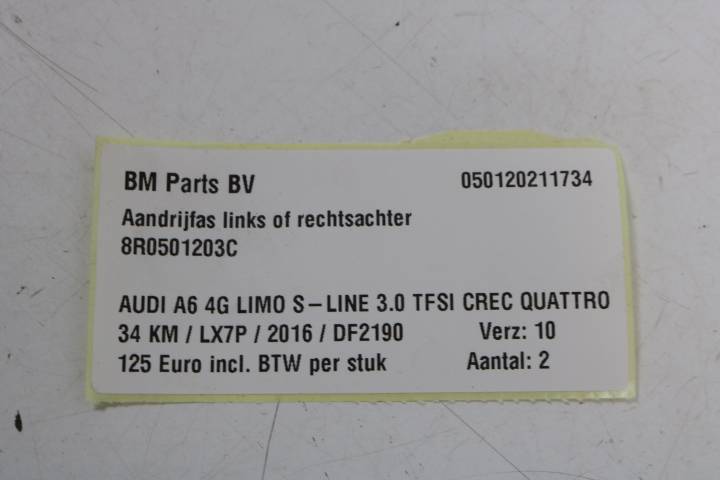 BM Parts BV 050120211734
Aandrijfas links of rechtsachter
8R0501203C
AUDI A6 4G LIMO S-LINE 3.0 TFSI CREC QUATTRO
34 KM / LX7P / 2016 / DF2190 Verz: 10
125 Euro incl. BTW per stuk Aantal: 2